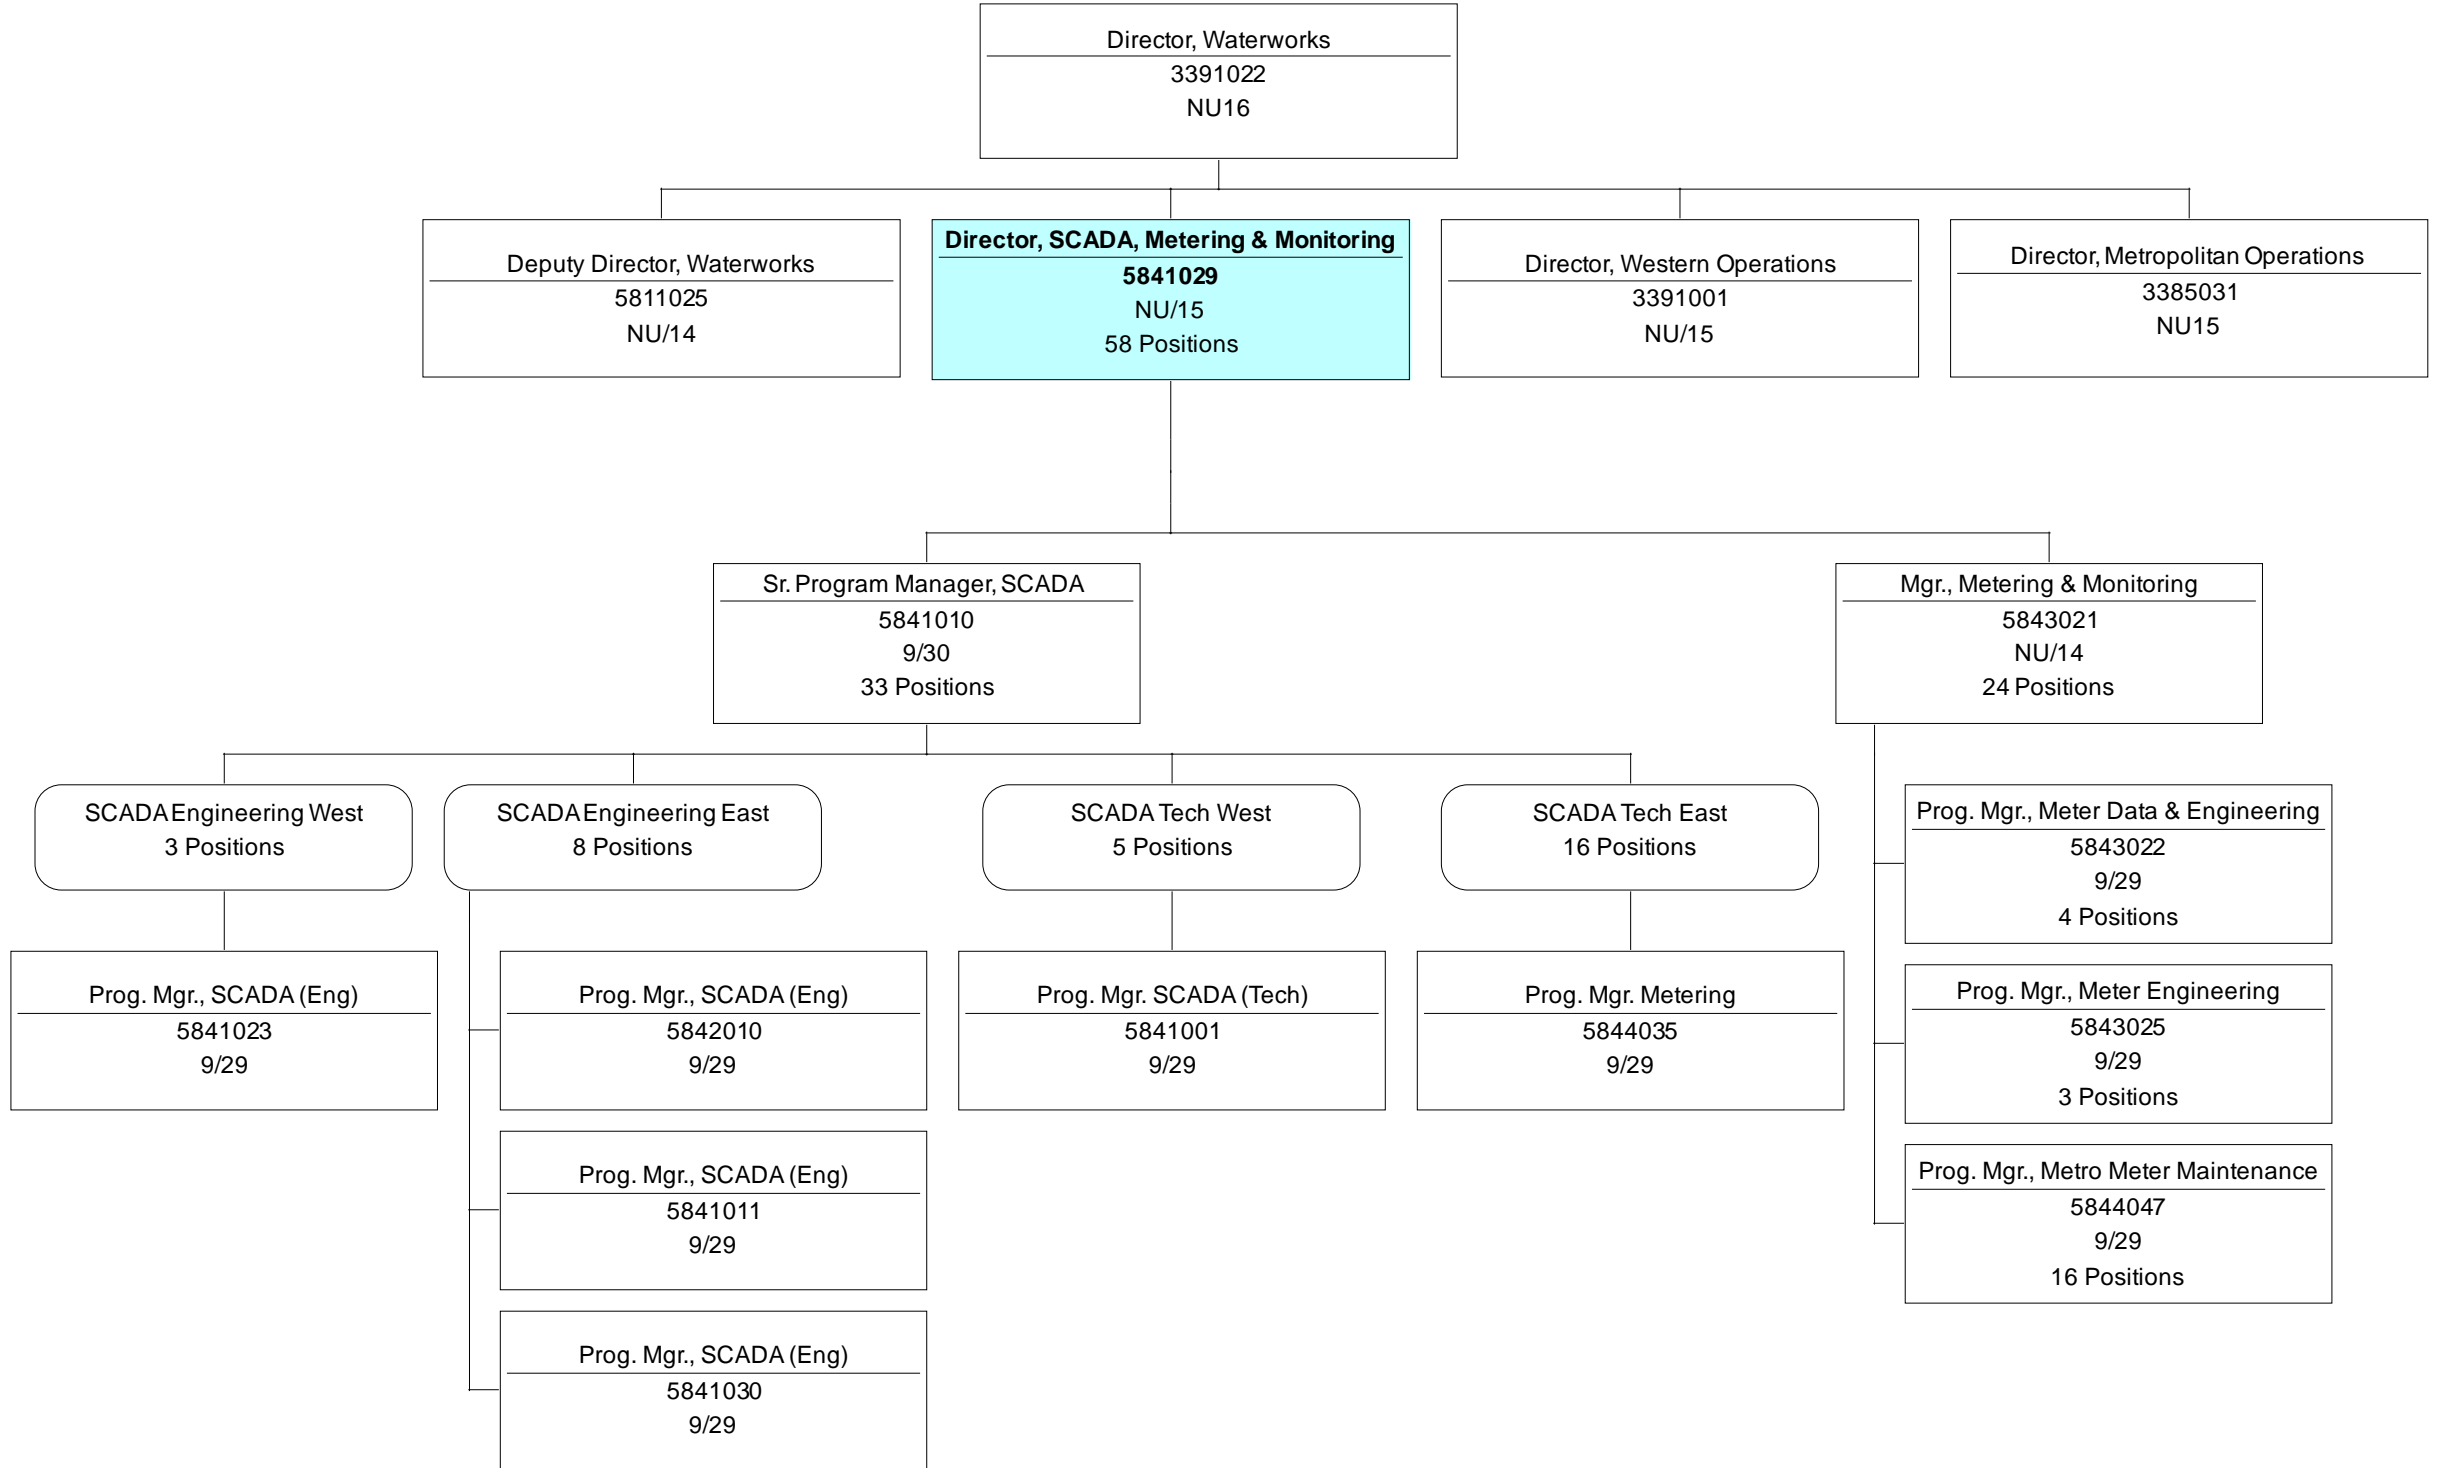 Director, Waterworks
3391022
NU16
Deputy Director, Waterworks
5811025
NU/14
Director, SCADA, Metering & Monitoring
5841029
NU/15
58 Positions
Director, Western Operations
3391001
NU/15
Director, Metropolitan Operations
3385031
NU15
Sr. Program Manager, SCADA
5841010
9/30
33 Positions
Mgr., Metering & Monitoring
5843021
NU/14
24 Positions
SCADA Engineering West
3 Positions
SCADA Engineering East
8 Positions
SCADA Tech West
5 Positions
SCADA Tech East
16 Positions
Prog. Mgr., SCADA (Eng)
5841023
9/29
Prog. Mgr., SCADA (Eng)
5842010
9/29
Prog. Mgr., SCADA (Eng)
5841011
9/29
Prog. Mgr., SCADA (Eng)
5841030
9/29
Prog. Mgr. SCADA (Tech)
5841001
9/29
Prog. Mgr. Metering
5844035
9/29
Prog. Mgr., Meter Data & Engineering
5843022
9/29
4 Positions
Prog. Mgr., Meter Engineering
5843025
9/29
3 Positions
Prog. Mgr., Metro Meter Maintenance
5844047
9/29
16 Positions